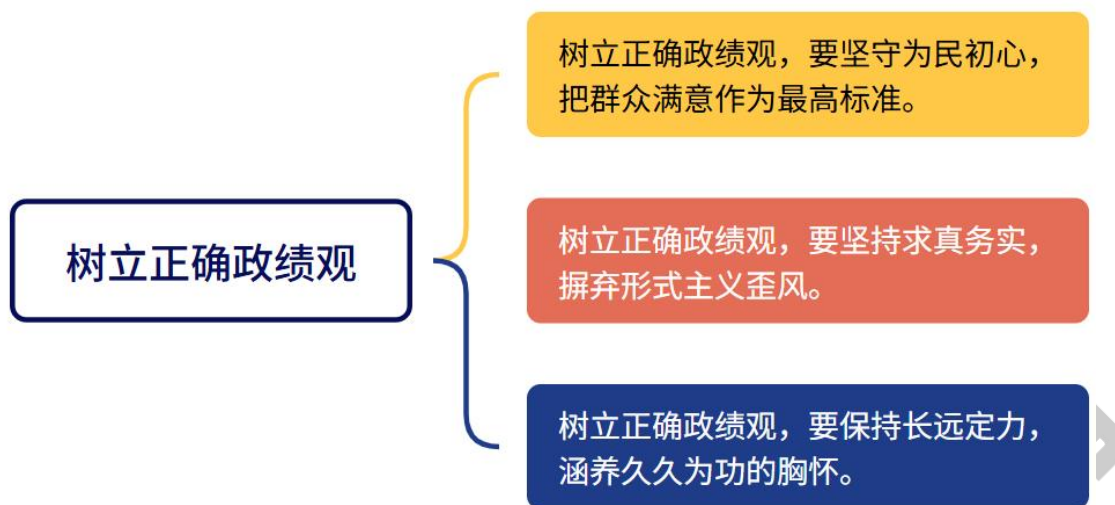 树立正确政绩观，要坚守为民初心，
把群众满意作为最高标准。
树立正确政绩观
树立正确政绩观，要坚持求真务实，
摒弃形式主义歪风。
树立正确政绩观，要保持长远定力，
涵养久久为功的胸怀。